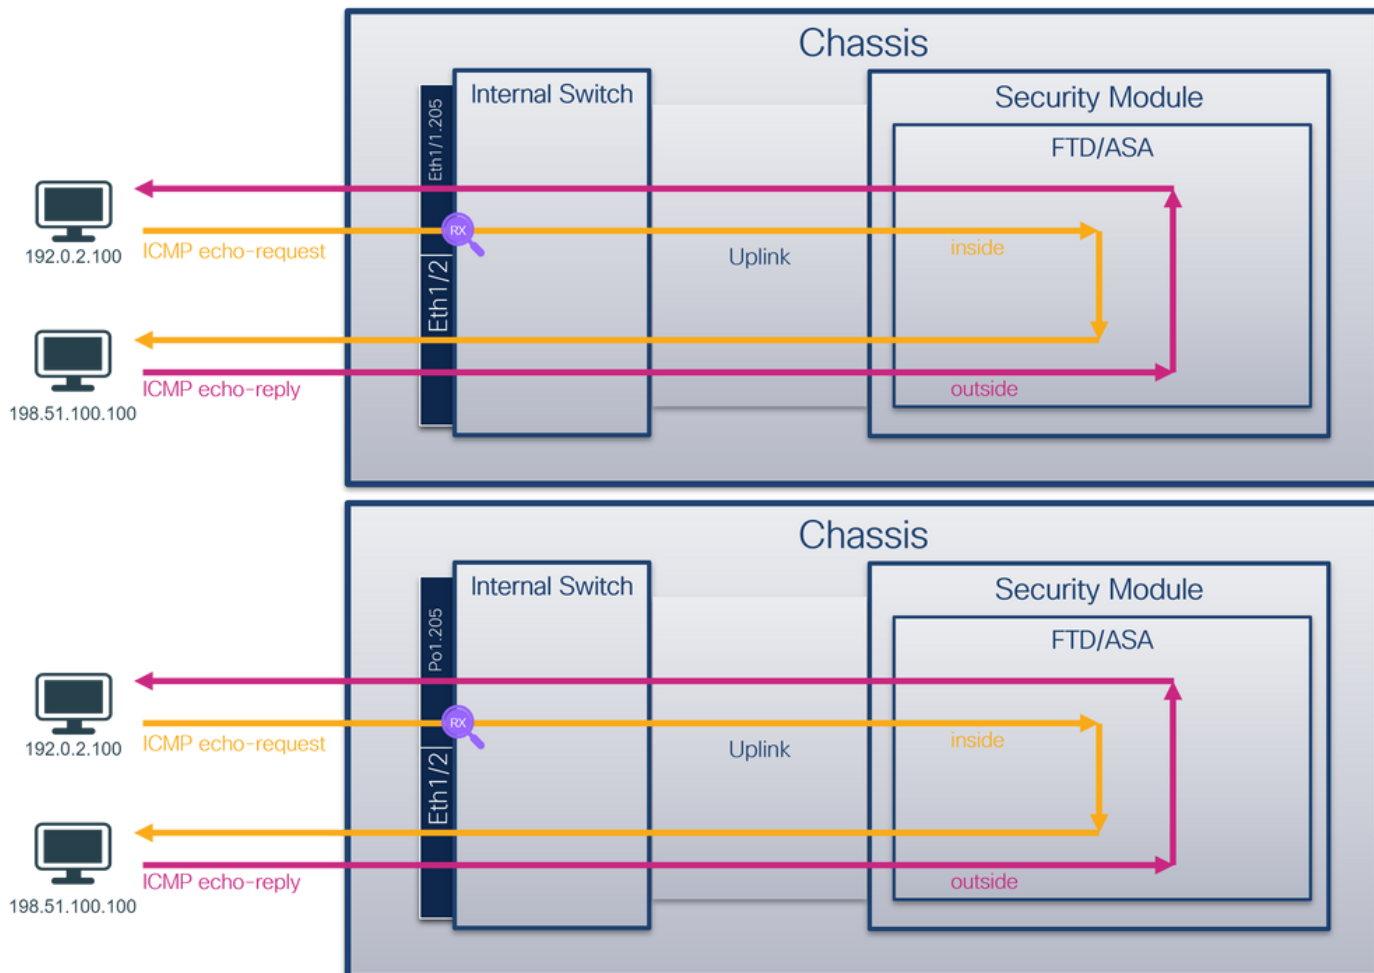 Chassis
Internal Switch
Security Module
FTD/ASA
Eth1/1.205
192.0.2.100
ICMP echo-request
RX
Uplink
inside
Eth1/2
ICMP echo-reply
outside
198.51.100.100
Chassis
Internal Switch
Security Module
FTD/ASA
Po1.205
192.0.2.100
ICMP echo-request
RX
Uplink
inside
Eth1/2
ICMP echo-reply
outside
198.51.100.100